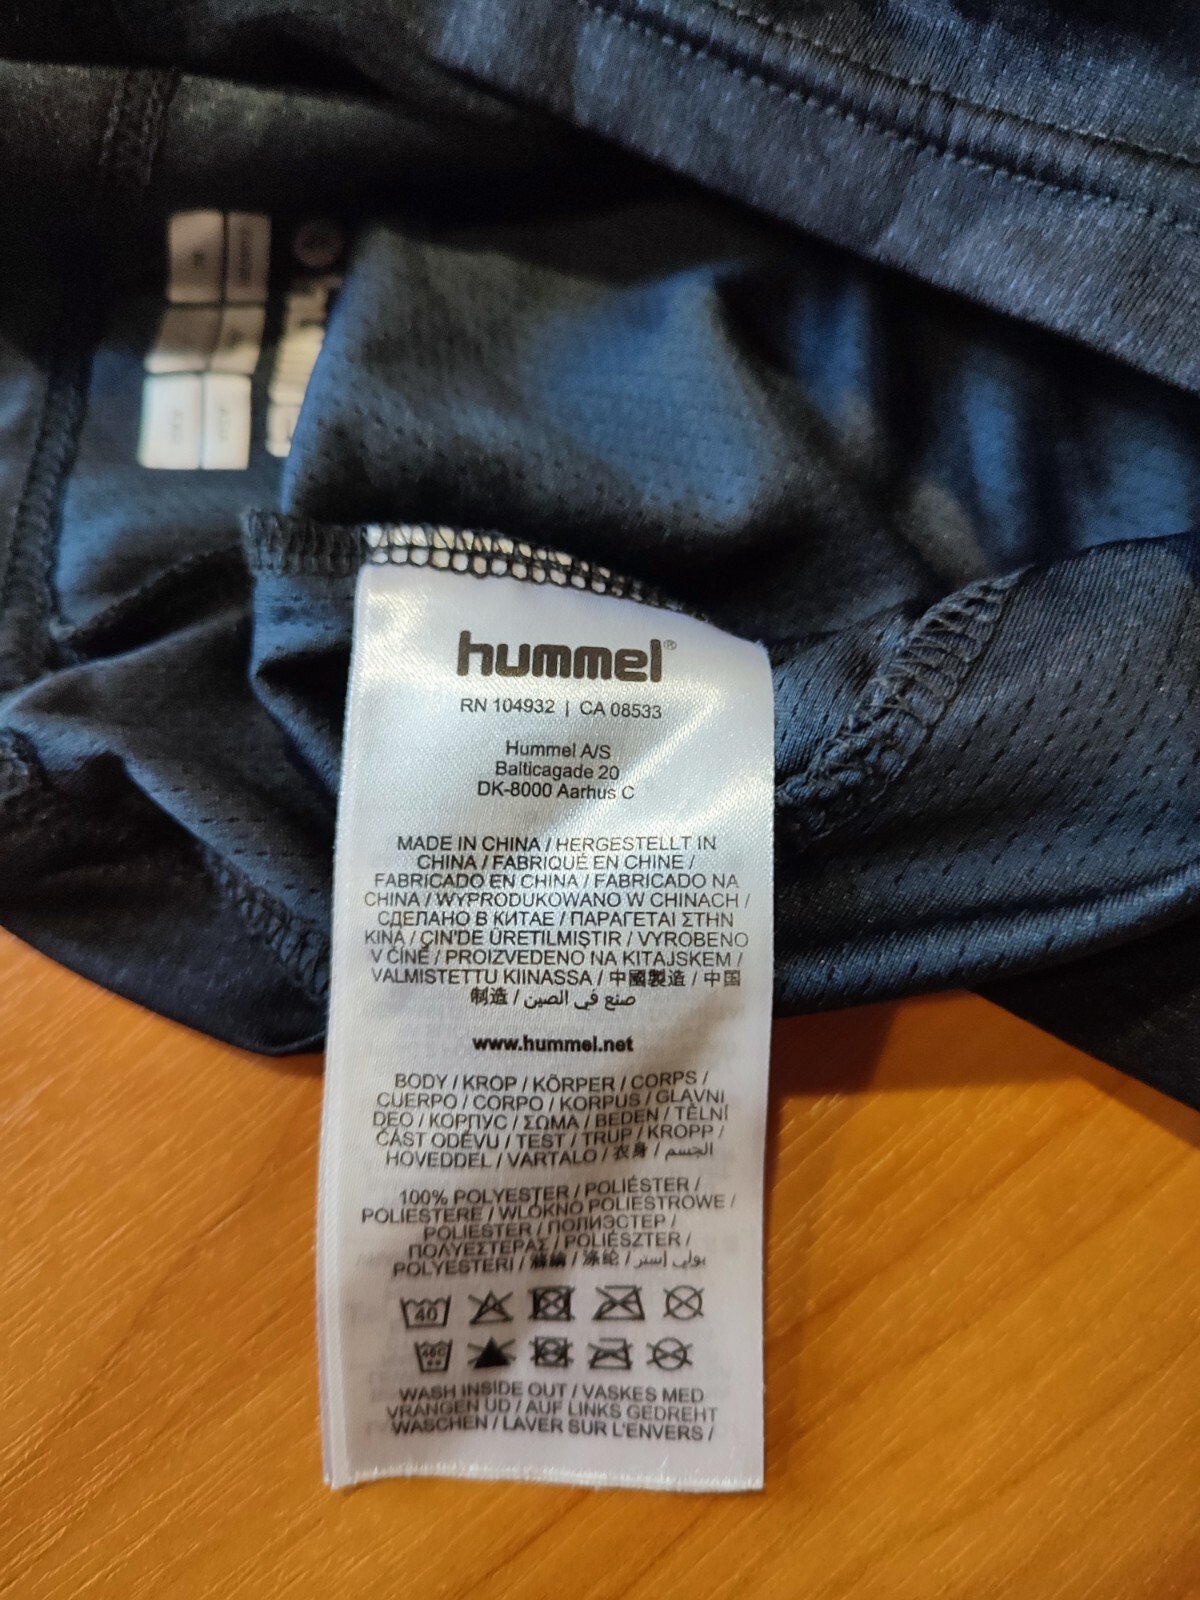 hummel®
RN 104932 | CA 08533
Hummel A/S
Balticagade 20
DK-8000 Aarhus C
MADE IN CHINA / HERGESTELLT IN
CHINA / FABRIQUÉ EN CHINE /
FABRICADO EN CHINA / FABRICADO NA
CHINA / WYPRODUKOWANO W CHINACH /
СДЕЛАНО В КИТАЕ / ΠΑΡΑΓΕΤΑΙ ΣΤΗΝ
ΚΙΝΑ / ÇIN'DE ÜRETILMIŞTIR / VYROBENO
V ČÍNĚ / PROIZVEDENO NA KITAJSKEM /
VALMISTETTU KIINASSA / 中國製造 / 中国
制造 / صنع في الصين
www.hummel.net
BODY / KROP / KÖRPER / CORPS /
CUERPO / CORPO / KORPUS / GLAVNI
DEO / КОРПУС / ΣΩΜΑ / BEDEN / TĚLNÍ
ČÁST ODĚVU / TEST / TRUP / KROPP /
HOVEDDEL / VARTALO / 衣身 / الجسم
100% POLYESTER / POLIÉSTER /
POLIESTERE / WŁÓKNO POLIESTROWE /
POLIESTER / ПОЛИЭСТЕР /
ΠΟΛΥΕΣΤΕΡΑΣ / POLIÉSZTER /
POLYESTERI / 滌綸 / 涤纶 / بولي إستر
40
40C
WASH INSIDE OUT / VASKES MED
VRANGEN UD / AUF LINKS GEDREHT
WASCHEN / LAVER SUR L'ENVERS /